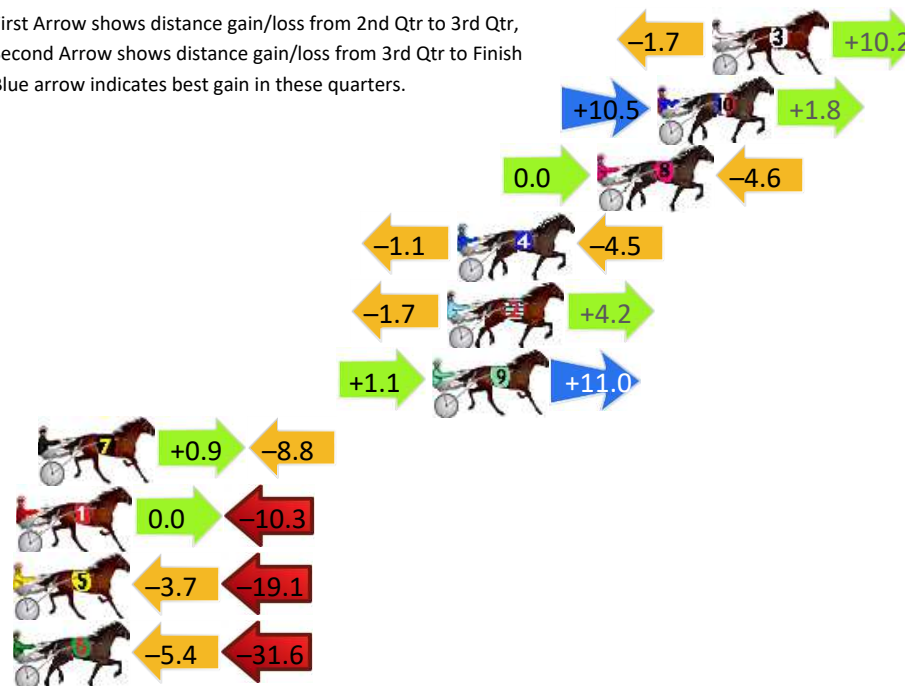 irst Arrow shows distance gain/loss from 2nd Qtr to 3rd Qtr,
econd Arrow shows distance gain/loss from 3rd Qtr to Finish
Blue arrow indicates best gain in these quarters.
–1.7 3 +10.2
+10.5 10 +1.8
0.0 8 –4.6
–1.1 4 –4.5
–1.7 2 +4.2
+1.1 9 +11.0
7 +0.9 –8.8
1 0.0 –10.3
5 –3.7 –19.1
6 –5.4 –31.6